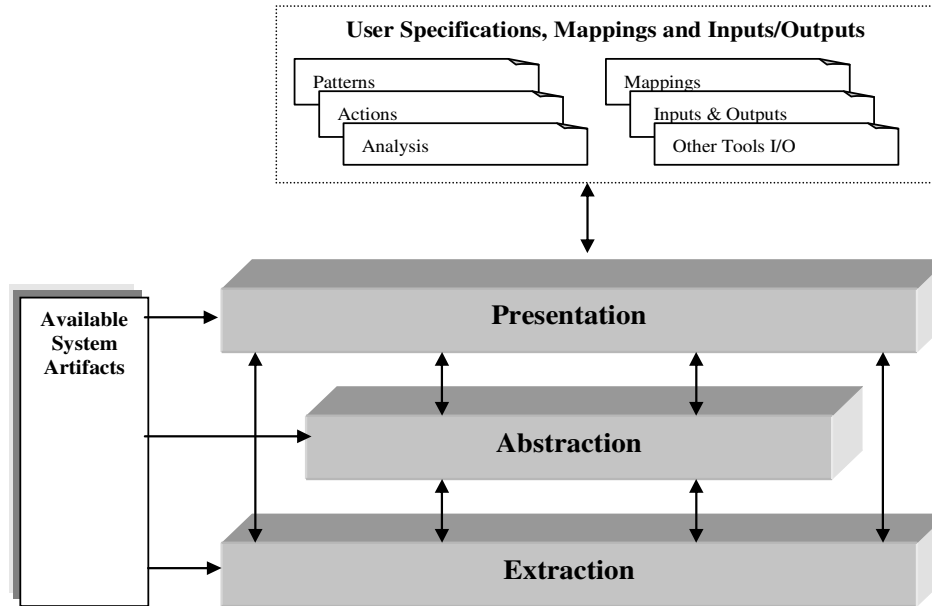 User Specifications, Mappings and Inputs/Outputs
Patterns
Actions
Analysis
Mappings
Inputs & Outputs
Other Tools I/O
Available
System
Artifacts
Presentation
Abstraction
Extraction